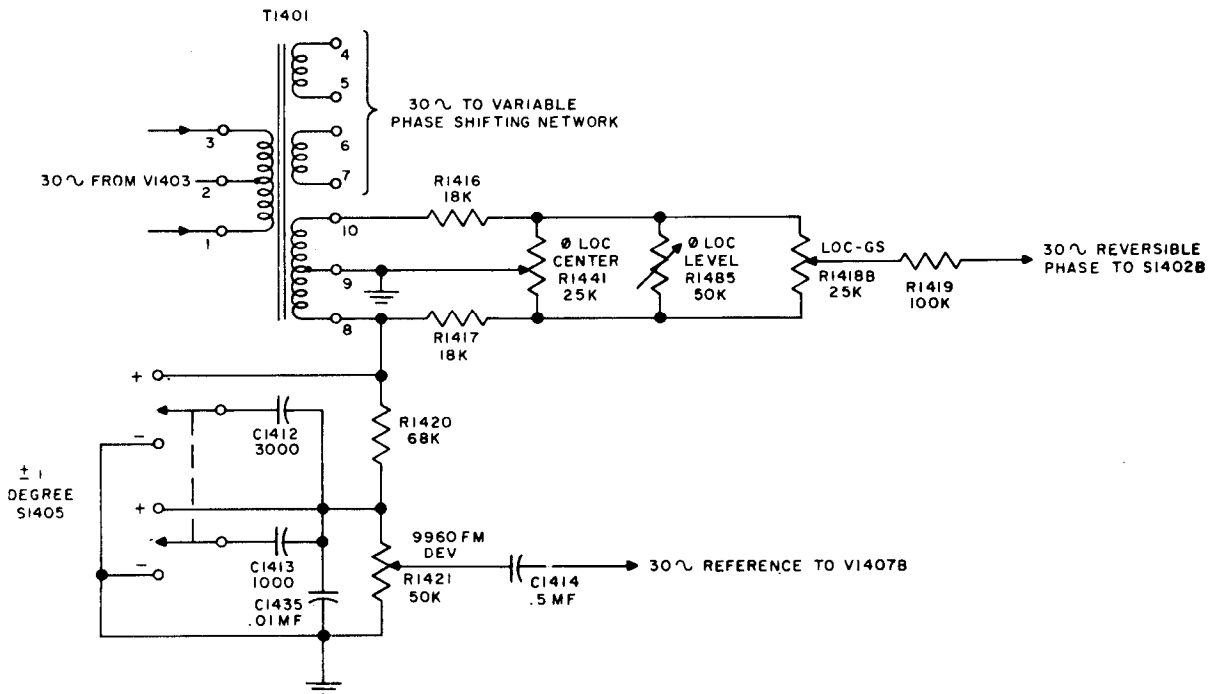 T1401
4
5
6
7
30∿ TO VARIABLE
PHASE SHIFTING NETWORK
3
30∿ FROM V1403
2
1
10
9
8
R1416
18K
Ø LOC
CENTER
R1441
25K
Ø LOC
LEVEL
R1485
50K
LOC-GS
R1418B
25K
R1419
100K
30∿ REVERSIBLE
PHASE TO S1402B
R1417
18K
+
C1412
3000
R1420
68K
-
± 1
DEGREE
S1405
+
C1413
1000
-
C1435
.01MF
9960 FM
DEV
R1421
50K
C1414
.5MF
30∿ REFERENCE TO V1407B